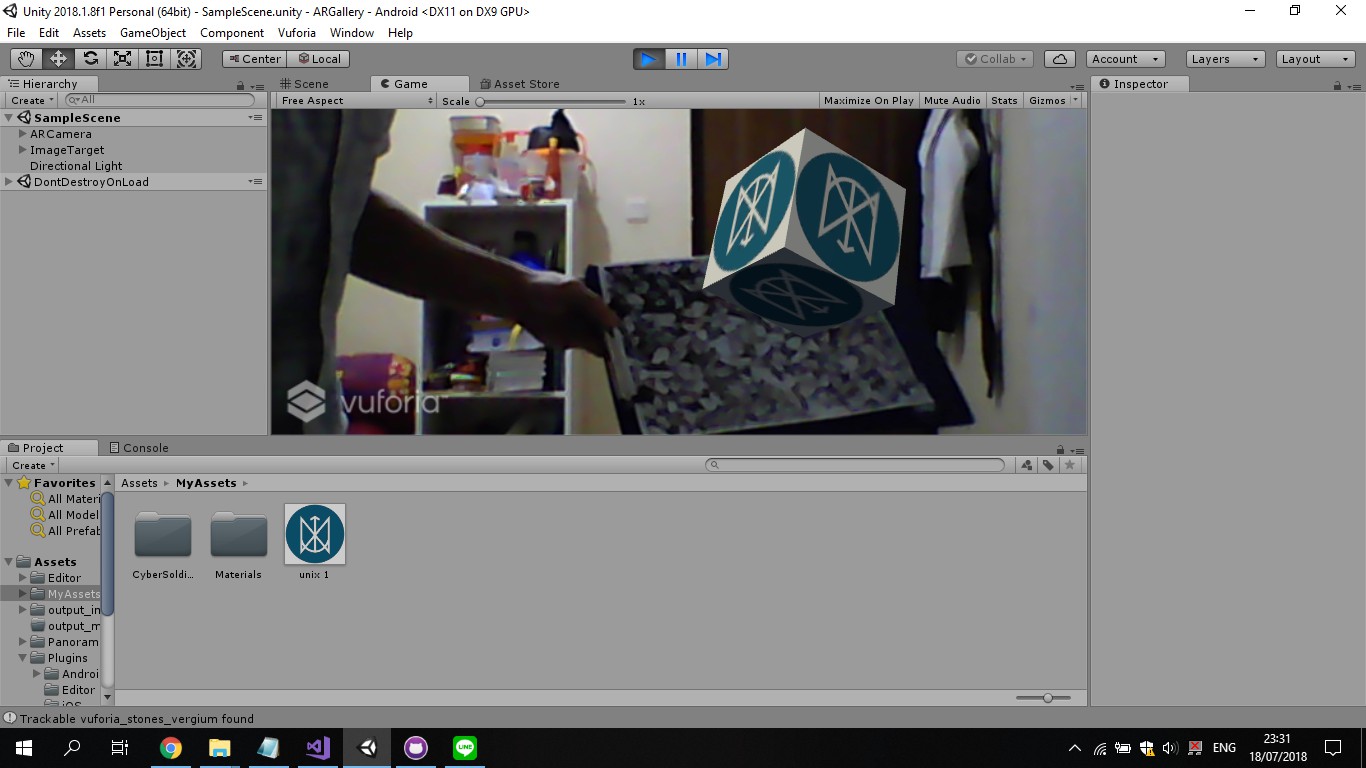 Unity 2018.1.8f1 Personal (64bit) - SampleScene.unity - ARGallery - Android <DX11 on DX9 GPU>
File Edit Assets GameObject Component Vuforia Window Help
Center Local Collab Account Layers Layout
Hierarchy Scene Game Asset Store Inspector
Create All Free Aspect Scale 1x Maximize On Play Mute Audio Stats Gizmos
SampleScene
ARCamera
ImageTarget
Directional Light
DontDestroyOnLoad
vuforia
Project Console
Create
Favorites Assets MyAssets
All Materi
All Model
All Prefab
Assets
Editor
MyAssets
output_in
output_m
Panoram
Plugins
Androi
Editor
iOS
CyberSoldi... Materials unix 1
Trackable vuforia_stones_vergium found
LINE
ENG 23:31
18/07/2018